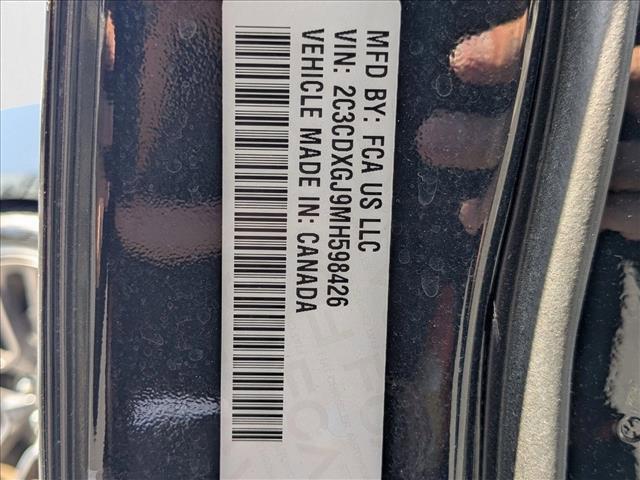 MFD BY: FCA US LLC
VIN: 2C3CDXGJ9MH598426
VEHICLE MADE IN: CANADA